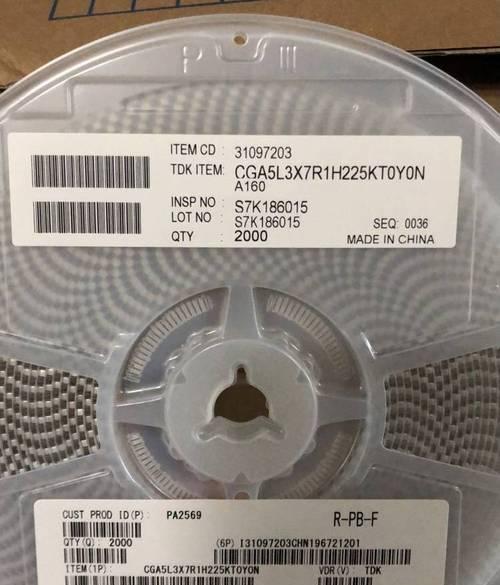 P S III
ITEM CD : 31097203
TDK ITEM: CGA5L3X7R1H225KT0Y0N
A160
INSP NO : S7K186015
LOT NO : S7K186015
QTY : 2000
SEQ: 0036
MADE IN CHINA
CUST PROD ID(P): PA2569
R-PB-F
QTY(Q): 2000
(6P) I31097203CHN196721201
ITEM(1P): CGA5L3X7R1H225KT0Y0N
VDR(V): TDK